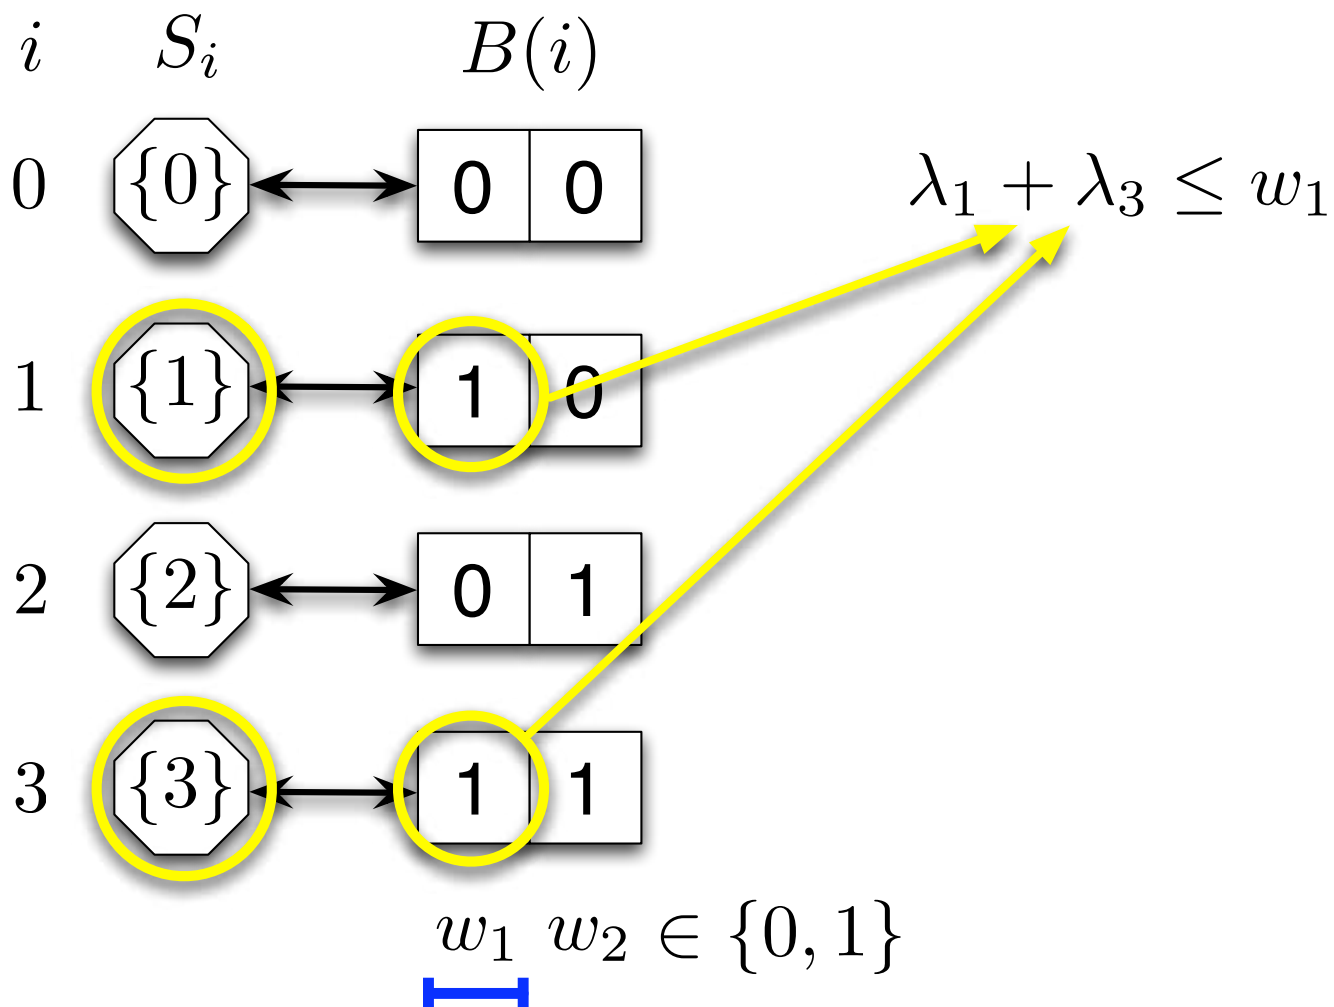 i S_i B(i)
0 {0} 0 0 λ_1 + λ_3 ≤ w_1
1 {1} 1 0
2 {2} 0 1
3 {3} 1 1
w_1 w_2 ∈ {0, 1}